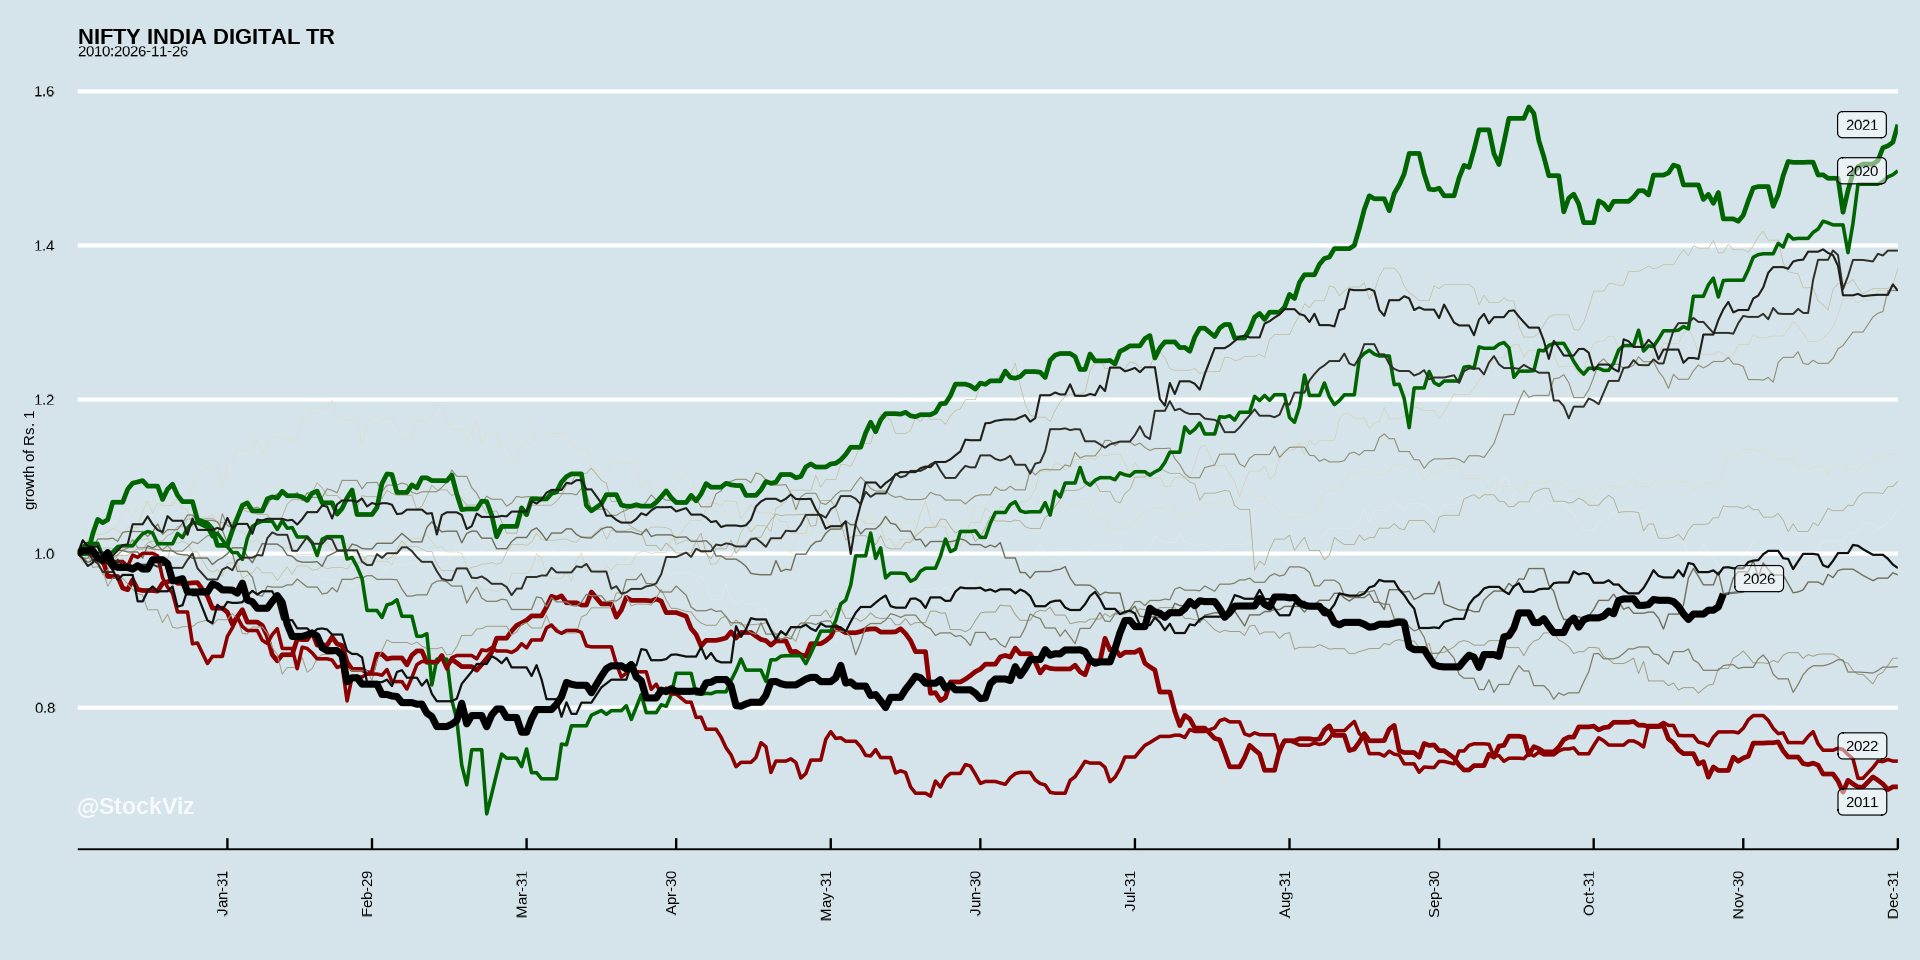 NIFTY INDIA DIGITAL TR
2010:2026-11-26
1.6
1.4
1.2
1.0
0.8
growth of Rs. 1
2021
2020
2026
2022
2011
@StockViz
Jan-31
Feb-29
Mar-31
Apr-30
May-31
Jun-30
Jul-31
Aug-31
Sep-30
Oct-31
Nov-30
Dec-31